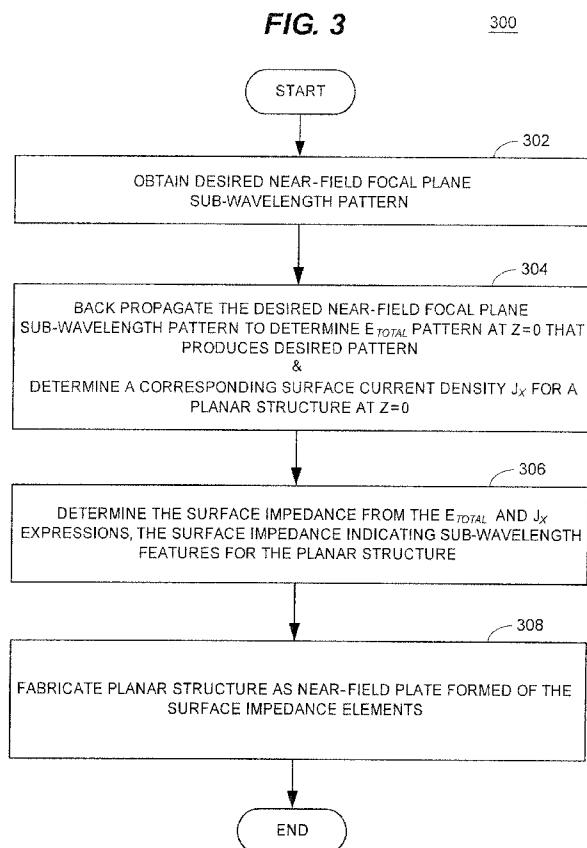 FIG. 3
300
START
302
OBTAIN DESIRED NEAR-FIELD FOCAL PLANE
SUB-WAVELENGTH PATTERN
304
BACK PROPAGATE THE DESIRED NEAR-FIELD FOCAL PLANE
SUB-WAVELENGTH PATTERN TO DETERMINE E_TOTAL PATTERN AT Z=0 THAT
PRODUCES DESIRED PATTERN
&
DETERMINE A CORRESPONDING SURFACE CURRENT DENSITY J_X FOR A
PLANAR STRUCTURE AT Z=0
306
DETERMINE THE SURFACE IMPEDANCE FROM THE E_TOTAL AND J_X
EXPRESSIONS, THE SURFACE IMPEDANCE INDICATING SUB-WAVELENGTH
FEATURES FOR THE PLANAR STRUCTURE
308
FABRICATE PLANAR STRUCTURE AS NEAR-FIELD PLATE FORMED OF THE
SURFACE IMPEDANCE ELEMENTS
END